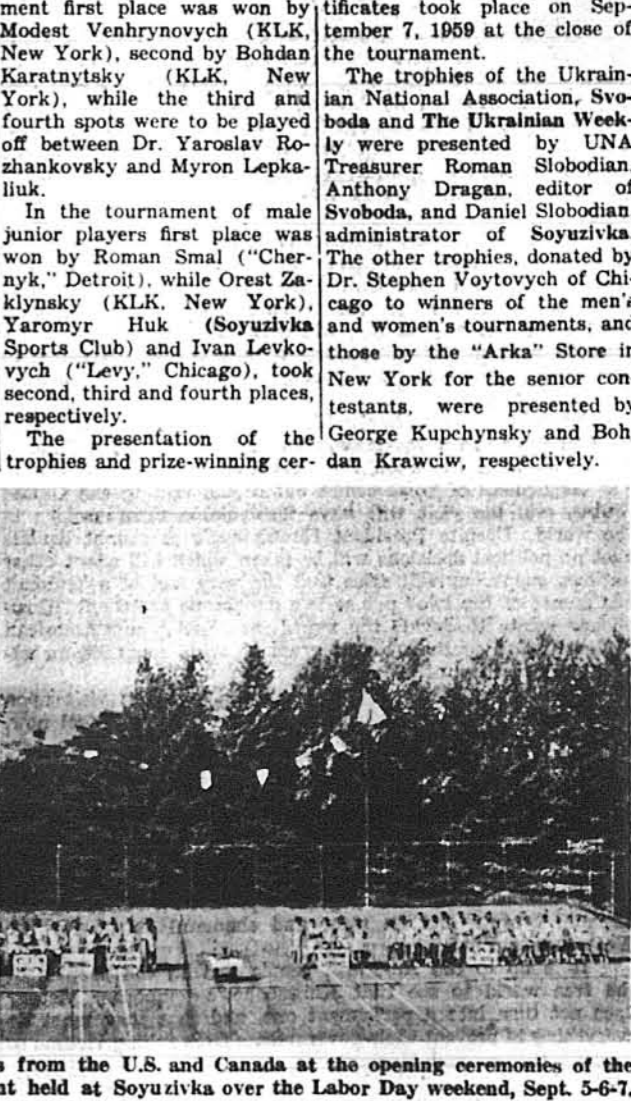 ment first place was won by
Modest Venhrynovych (KLK,
New York), second by Bohdan
Karatnytsky (KLK, New
York), while the third and
fourth spots were to be played
off between Dr. Yaroslav Ro-
zhankovsky and Myron Lepka-
liuk.
In the tournament of male
junior players first place was
won by Roman Smal ("Cher-
nyk," Detroit), while Orest Za-
klynsky (KLK, New York),
Yaromyr Huk (Soyuzivka
Sports Club) and Ivan Levko-
vych ("Levy," Chicago), took
second, third and fourth places,
respectively.
The presentation of the
trophies and prize-winning cer-
tificates took place on Sep-
tember 7, 1959 at the close of
the tournament.
The trophies of the Ukrain-
ian National Association, Svo-
boda and The Ukrainian Week-
ly were presented by UNA
Treasurer Roman Slobodian,
Anthony Dragan, editor of
Svoboda, and Daniel Slobodian
administrator of Soyuzivka
The other trophies, donated by
Dr. Stephen Voytovych of Chi-
cago to winners of the men's
and women's tournaments, and
those by the "Arka" Store in
New York for the senior con
testants, were presented by
George Kupchynsky and Boh
dan Krawciw, respectively.
s from the U.S. and Canada at the opening ceremonies of the
nt held at Soyuzivka over the Labor Day weekend, Sept. 5-6-7.